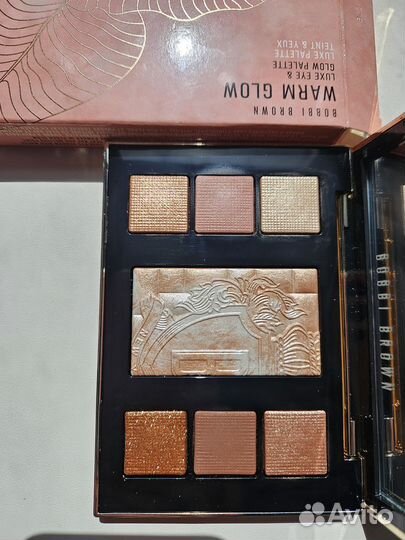 BOBBI BROWN
WARM GLOW
LUXE EYE &
GLOW PALETTE
LUXE PALETTE
TEINT & YEUX
BOBBI BROWN
Avito